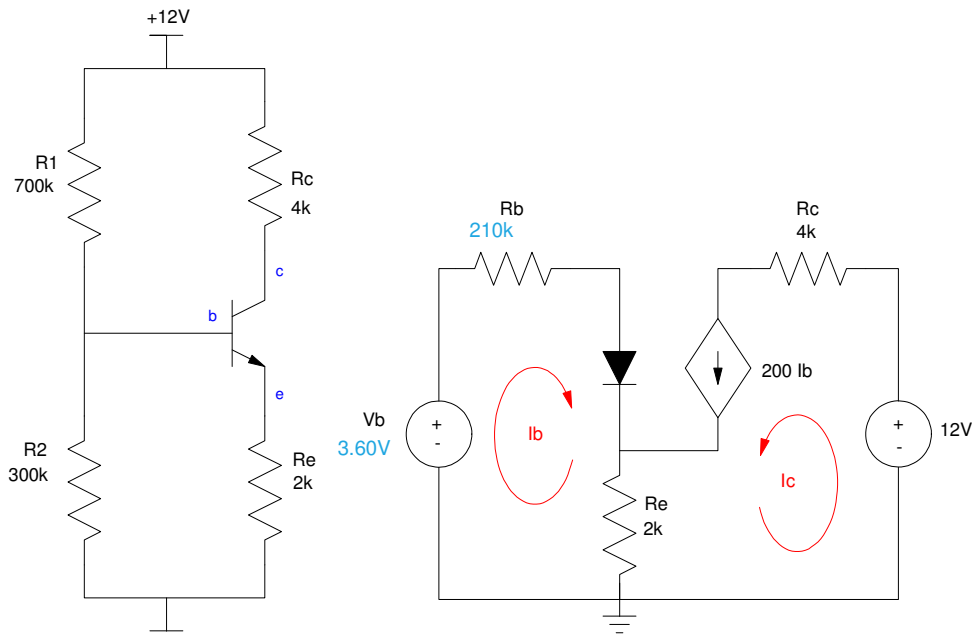 +12V
R1
700k
Rc
4k
c
b
e
R2
300k
Re
2k
Rb
210k
Rc
4k
200 Ib
Vb
3.60V
+
-
Ib
Ic
+
-
12V
Re
2k